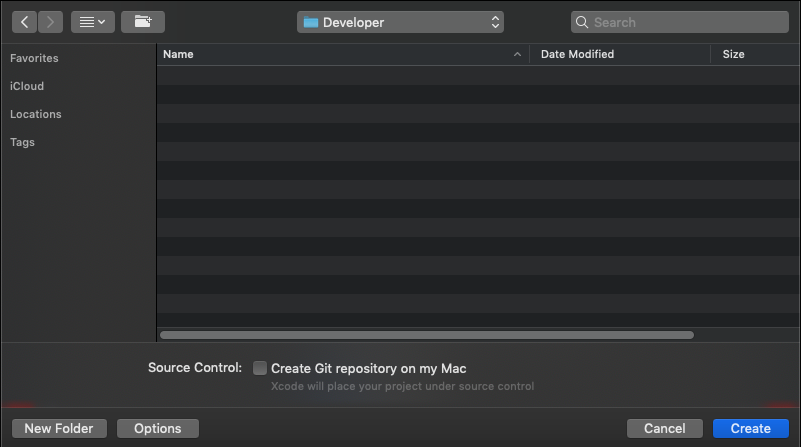 Developer
Search
Favorites
iCloud
Locations
Tags
Name
Date Modified
Size
Source Control:
Create Git repository on my Mac
Xcode will place your project under source control
New Folder
Options
Cancel
Create